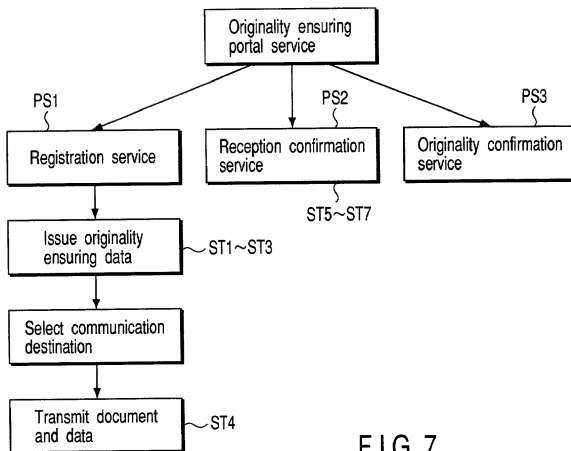 Originality ensuring
portal service
PS1
PS2
PS3
Registration service
Reception confirmation
service
Originality confirmation
service
ST5~ST7
Issue originality
ensuring data
ST1~ST3
Select communication
destination
Transmit document
and data
ST4
FIG. 7